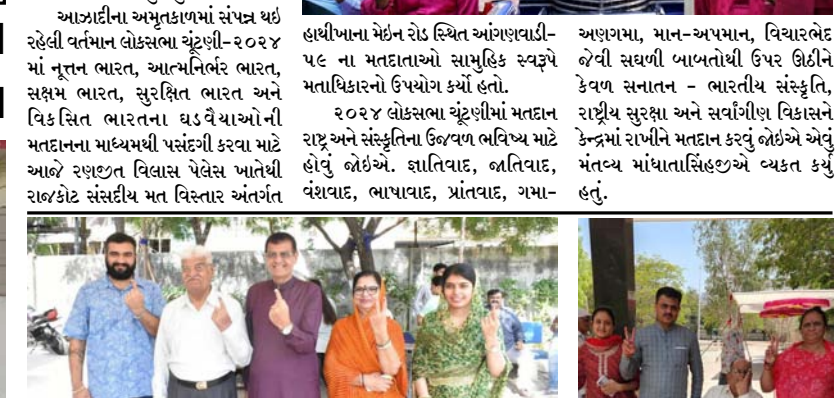 આઝાદીના અમૃતકાળમાં સંપન્ન થઇ
રહેલી વર્તમાન લોકસભા ચૂંટણી-૨૦૨૪
માં નૂત્તન ભારત, આત્મનિર્ભર ભારત,
સક્ષમ ભારત, સુરક્ષિત ભારત અને
વિકસિત ભારતના ઘડવૈયાઓની
મતદાનના માધ્યમથી પસંદગી કરવા માટે
આજે રણજીત વિલાસ પેલેસ ખાતેથી
રાજકોટ સંસદીય મત વિસ્તાર અંતર્ગત
હાથીખાના મેઇન રોડ સ્થિત આંગણવાડી-
૫૯ ના મતદાતાઓ સામુહિક સ્વરૂપે
મતાધિકારનો ઉપયોગ કર્યો હતો.
૨૦૨૪ લોકસભા ચૂંટણીમાં મતદાન
રાષ્ટ્ર અને સંસ્કૃતિના ઉજવળ ભવિષ્ય માટે
હોવું જોઇએ. જ્ઞાતિવાદ, જાતિવાદ,
વંશવાદ, ભાષાવાદ, પ્રાંતવાદ, ગમા-
અણગમા, માન-અપમાન, વિચારભેદ
જેવી સઘળી બાબતોથી ઉપર ઊઠીને
કેવળ સનાતન - ભારતીય સંસ્કૃતિ,
રાષ્ટ્રીય સુરક્ષા અને સર્વાંગીણ વિકાસને
કેન્દ્રમાં રાખીને મતદાન કરવું જોઇએ એવું
મંતવ્ય માંધાતાસિંહજીએ વ્યકત કર્યું
હતું.